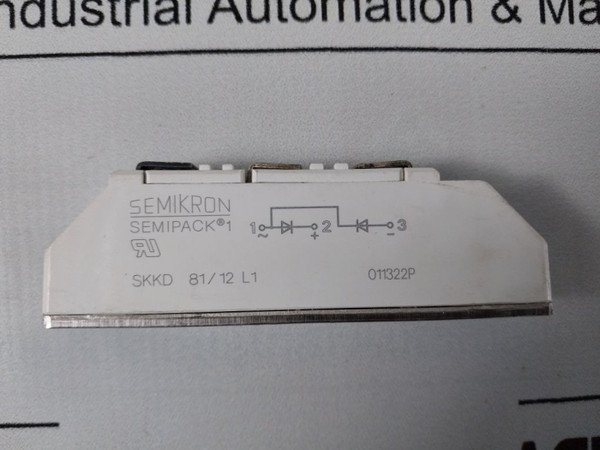 ndustrial Automation & Ma
SEMIKRON
SEMIPACK®1
1 ~ + 2 - 3
SKKD 81/12 L1 011322P